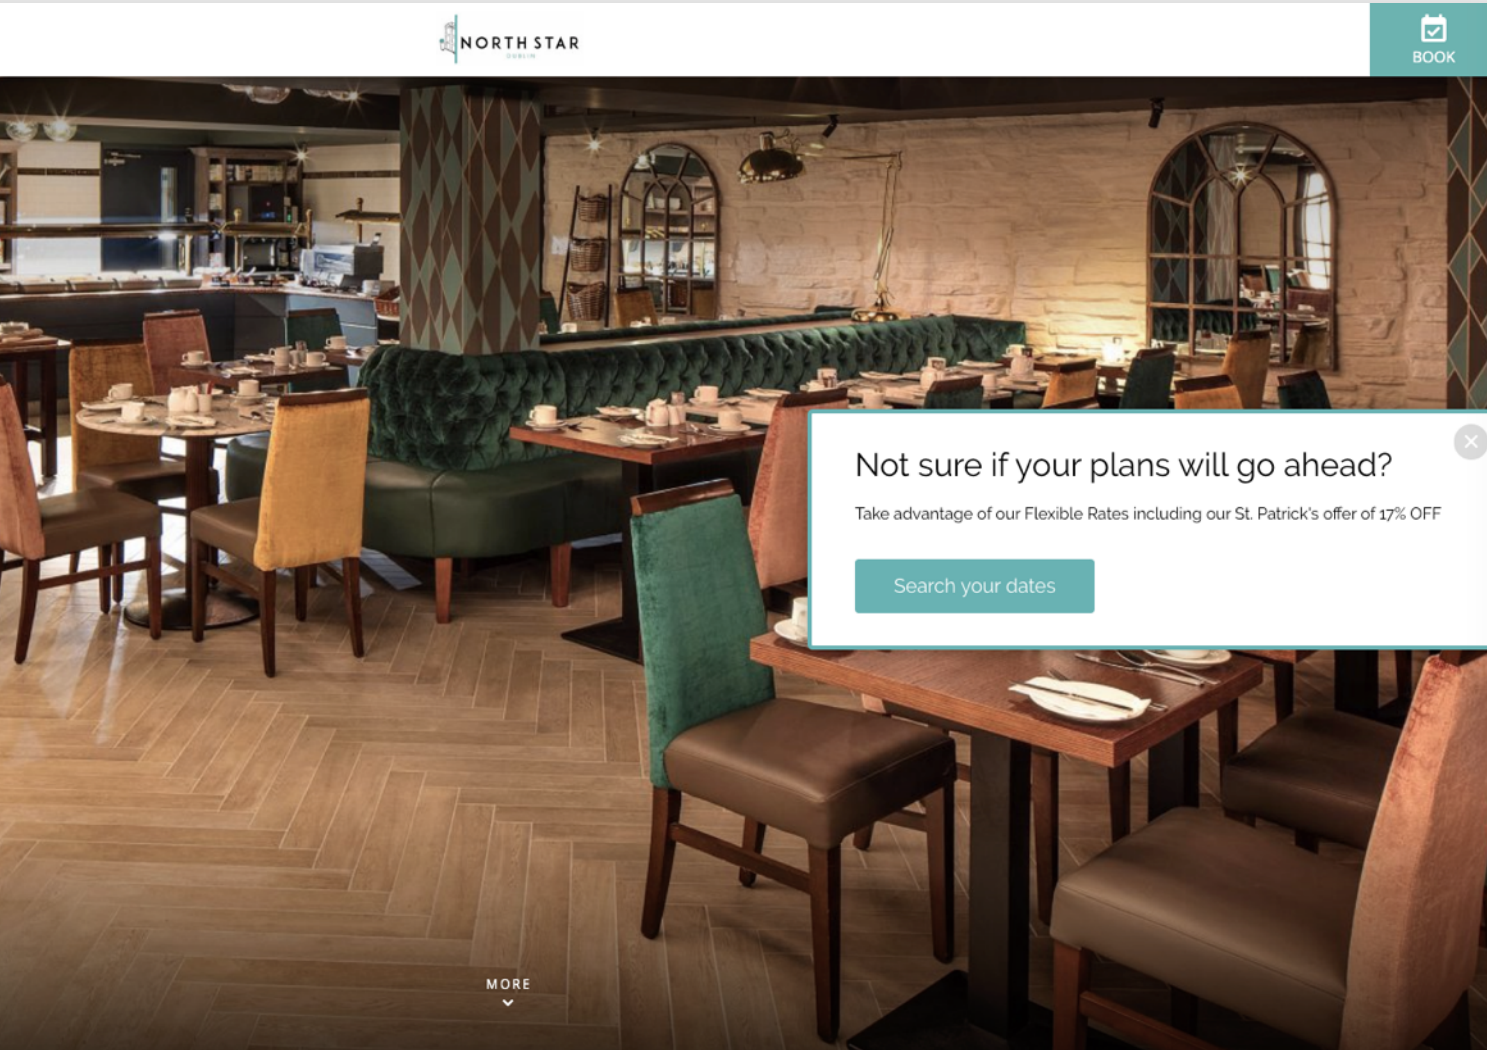 NORTH STAR
DUBLIN
BOOK
Not sure if your plans will go ahead?
Take advantage of our Flexible Rates including our St. Patrick's offer of 17% OFF
Search your dates
MORE